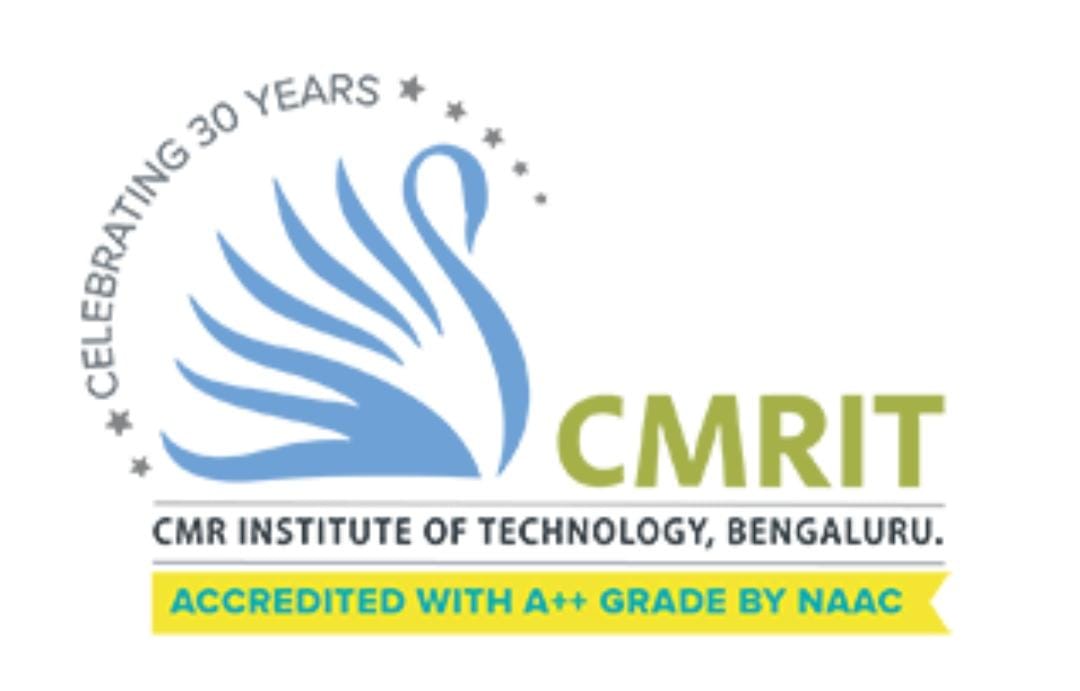 CELEBRATING 30 YEARS
CMRIT
CMR INSTITUTE OF TECHNOLOGY, BENGALURU.
ACCREDITED WITH A++ GRADE BY NAAC